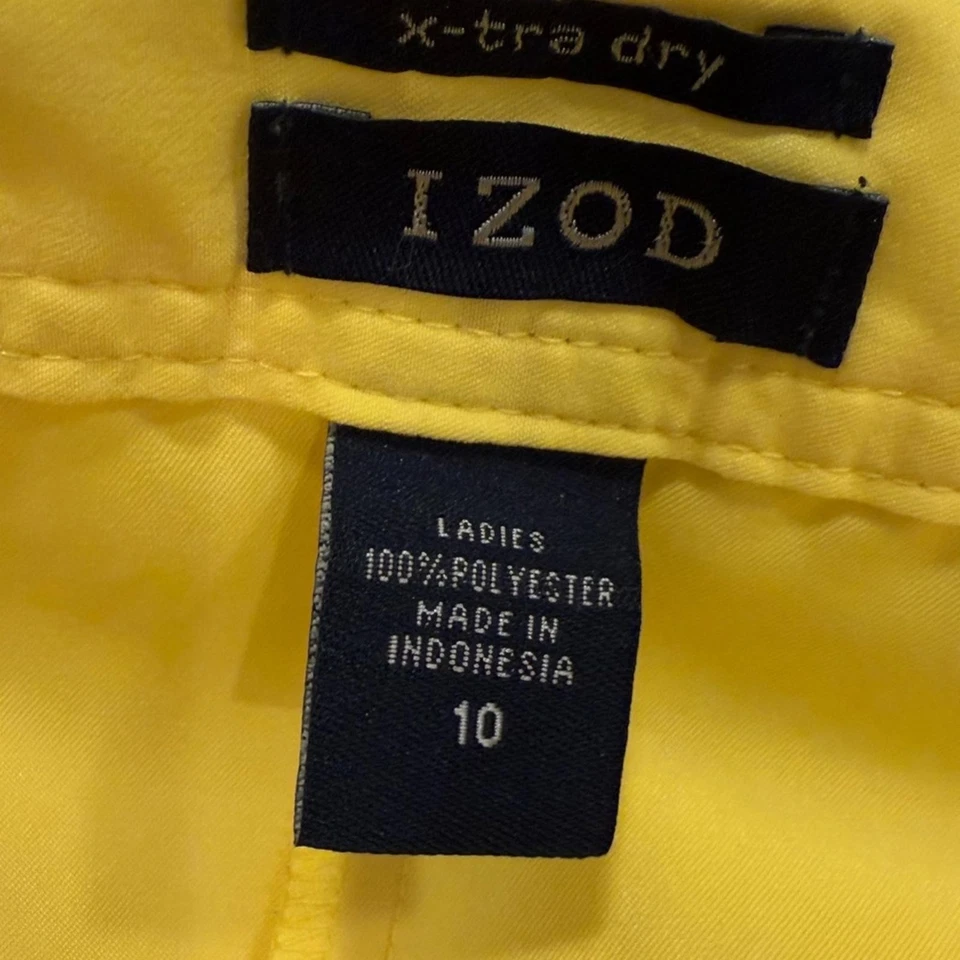 x-tra dry
IZOD
LADIES
100%POLYESTER
MADE IN
INDONESIA
10